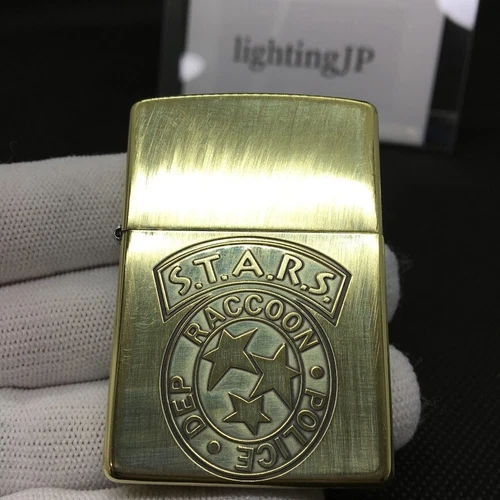 lightingJP
S.T.A.R.S.
RACCOON • POLICE • DEP